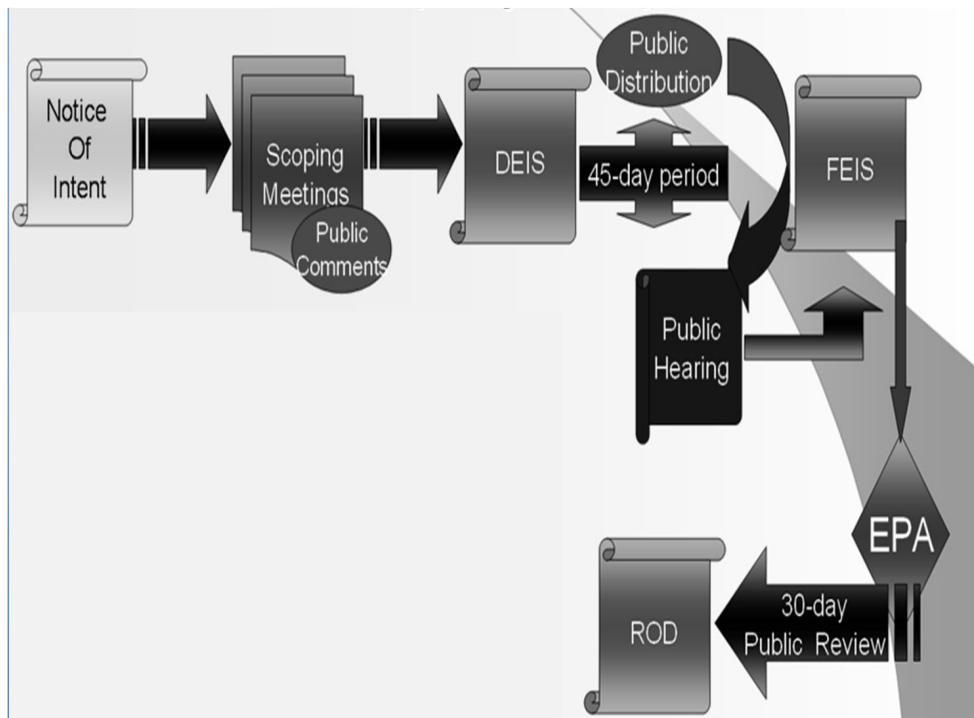 Notice
Of
Intent
Scoping
Meetings
Public
Comments
DEIS
45-day period
Public
Distribution
Public
Hearing
FEIS
EPA
30-day
Public Review
ROD